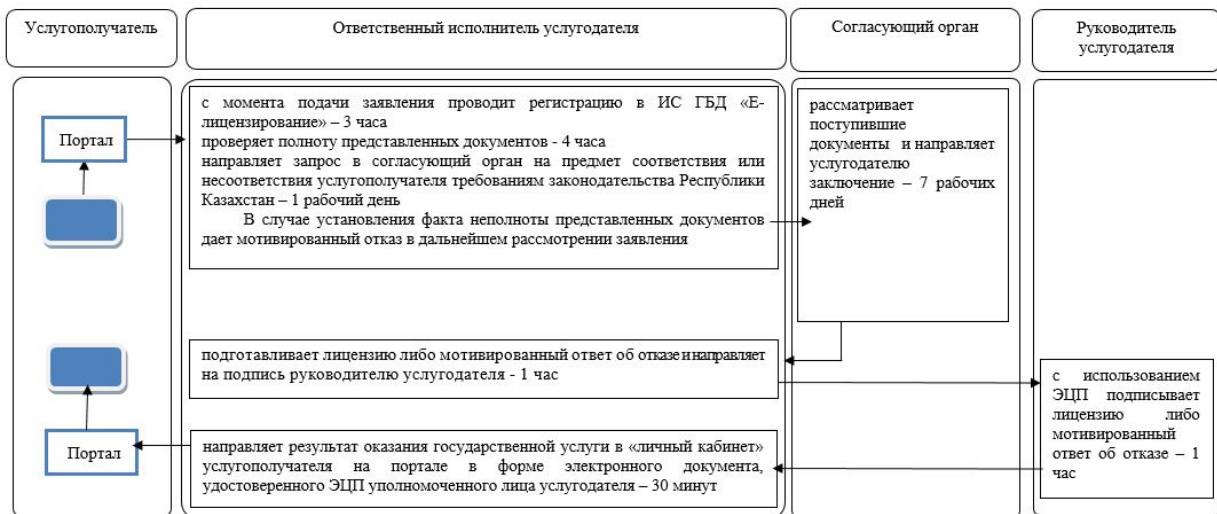 Услугополучатель
Ответственный исполнитель услугодателя
Согласующий орган
Руководитель
услугодателя
Портал
с момента подачи заявления проводит регистрацию в ИС ГБД «Е-
лицензирование» – 3 часа
проверяет полноту представленных документов - 4 часа
направляет запрос в согласующий орган на предмет соответствия или
несоответствия услугополучателя требованиям законодательства Республики
Казахстан – 1 рабочий день
В случае установления факта неполноты представленных документов
дает мотивированный отказ в дальнейшем рассмотрении заявления
рассматривает
поступившие
документы и направляет
услугодателю
заключение – 7 рабочих
дней
подготавливает лицензию либо мотивированный ответ об отказе и направляет
на подпись руководителю услугодателя - 1 час
с использованием
ЭЦП подписывает
лицензию либо
мотивированный
ответ об отказе – 1
час
Портал
направляет результат оказания государственной услуги в «личный кабинет»
услугополучателя на портале в форме электронного документа,
удостоверенного ЭЦП уполномоченного лица услугодателя – 30 минут